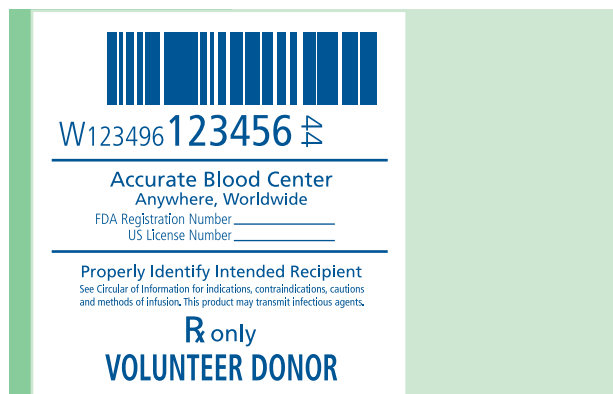 W123496 123456 44
Accurate Blood Center
Anywhere, Worldwide
FDA Registration Number
US License Number
Properly Identify Intended Recipient
See Circular of Information for indications, contraindications, cautions
and methods of infusion. This product may transmit infectious agents.
℞ only
VOLUNTEER DONOR